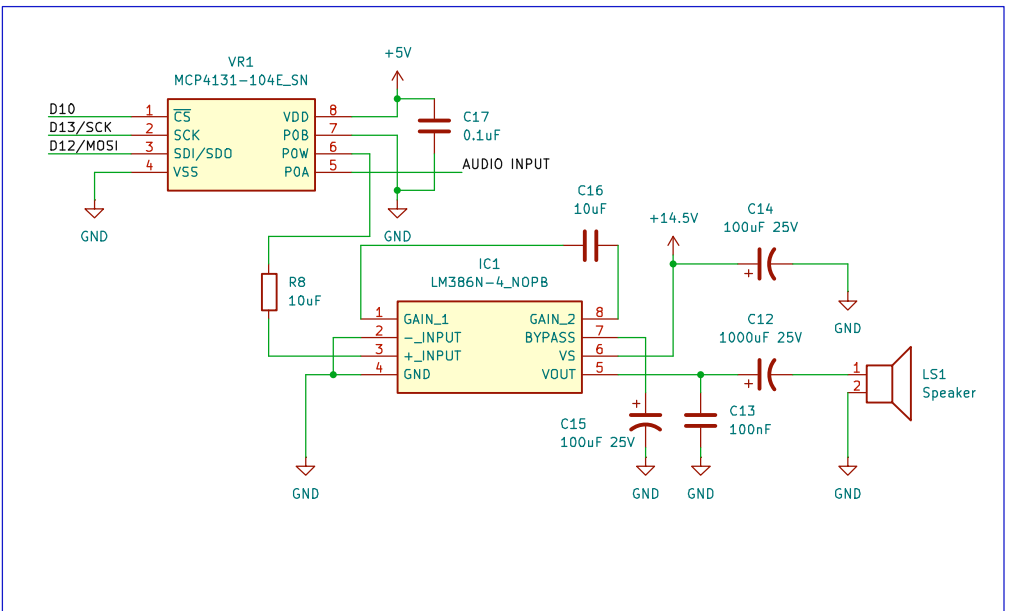 +5V
VR1
MCP4131-104E_SN
D10
D13/SCK
D12/MOSI
1
2
3
4
CS
SCK
SDI/SDO
VSS
VDD
P0B
P0W
P0A
8
7
6
5
C17
0.1uF
AUDIO INPUT
GND
GND
C16
10uF
+14.5V
C14
100uF 25V
+
GND
R8
10uF
IC1
LM386N-4_NOPB
1
2
3
4
GAIN_1
-_INPUT
+_INPUT
GND
GAIN_2
BYPASS
VS
VOUT
8
7
6
5
C12
1000uF 25V
+
1
2
LS1
Speaker
+
C15
100uF 25V
C13
100nF
GND
GND
GND
GND